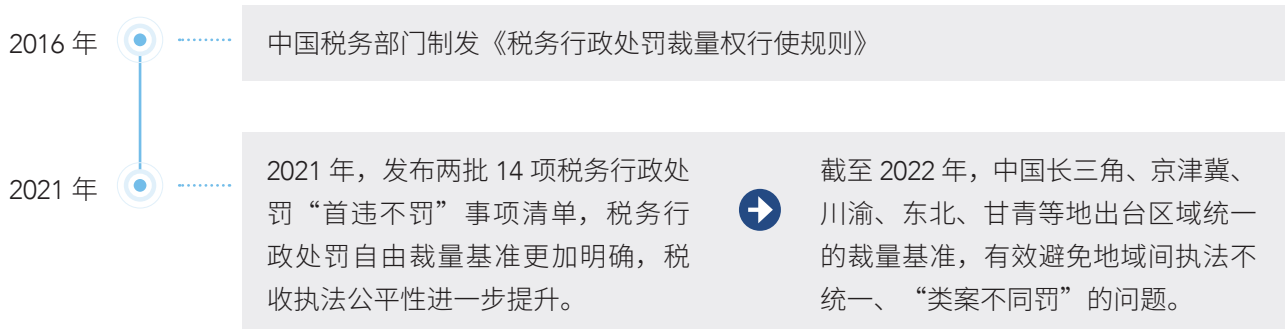 2016 年
中国税务部门制发《税务行政处罚裁量权行使规则》
2021 年
2021 年，发布两批 14 项税务行政处
罚“首违不罚”事项清单，税务行
政处罚自由裁量基准更加明确，税
收执法公平性进一步提升。
截至 2022 年，中国长三角、京津冀、
川渝、东北、甘青等地出台区域统一
的裁量基准，有效避免地域间执法不
统一、“类案不同罚”的问题。